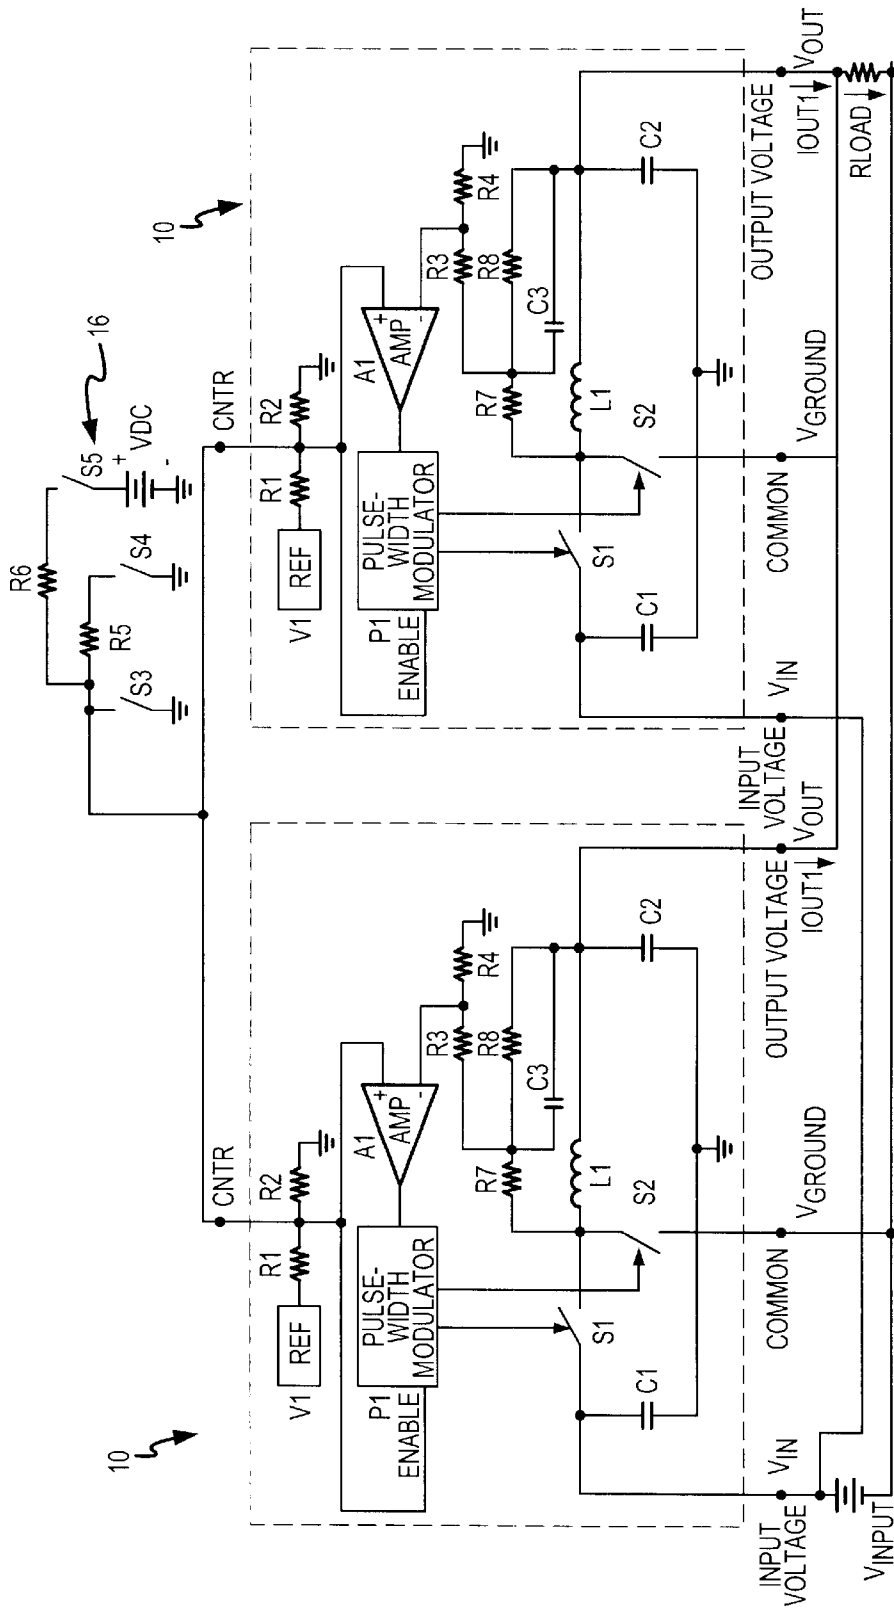 10
CNTR
R1
R2
V1
REF
P1
ENABLE
PULSE-
WIDTH
MODULATOR
A1
AMP
+
-
R3
R4
R7
R8
C3
L1
S1
S2
C1
C2
INPUT
VOLTAGE
VIN
VINPUT
COMMON
VGROUND
OUTPUT VOLTAGE
VOUT
IOUT1
16
R6
R5
S3
S4
S5
+
-
VDC
10
CNTR
R1
R2
V1
REF
P1
ENABLE
PULSE-
WIDTH
MODULATOR
A1
AMP
+
-
R3
R4
R7
R8
C3
L1
S1
S2
C1
C2
INPUT
VOLTAGE
VIN
COMMON
VGROUND
OUTPUT VOLTAGE
VOUT
IOUT1
RLOAD